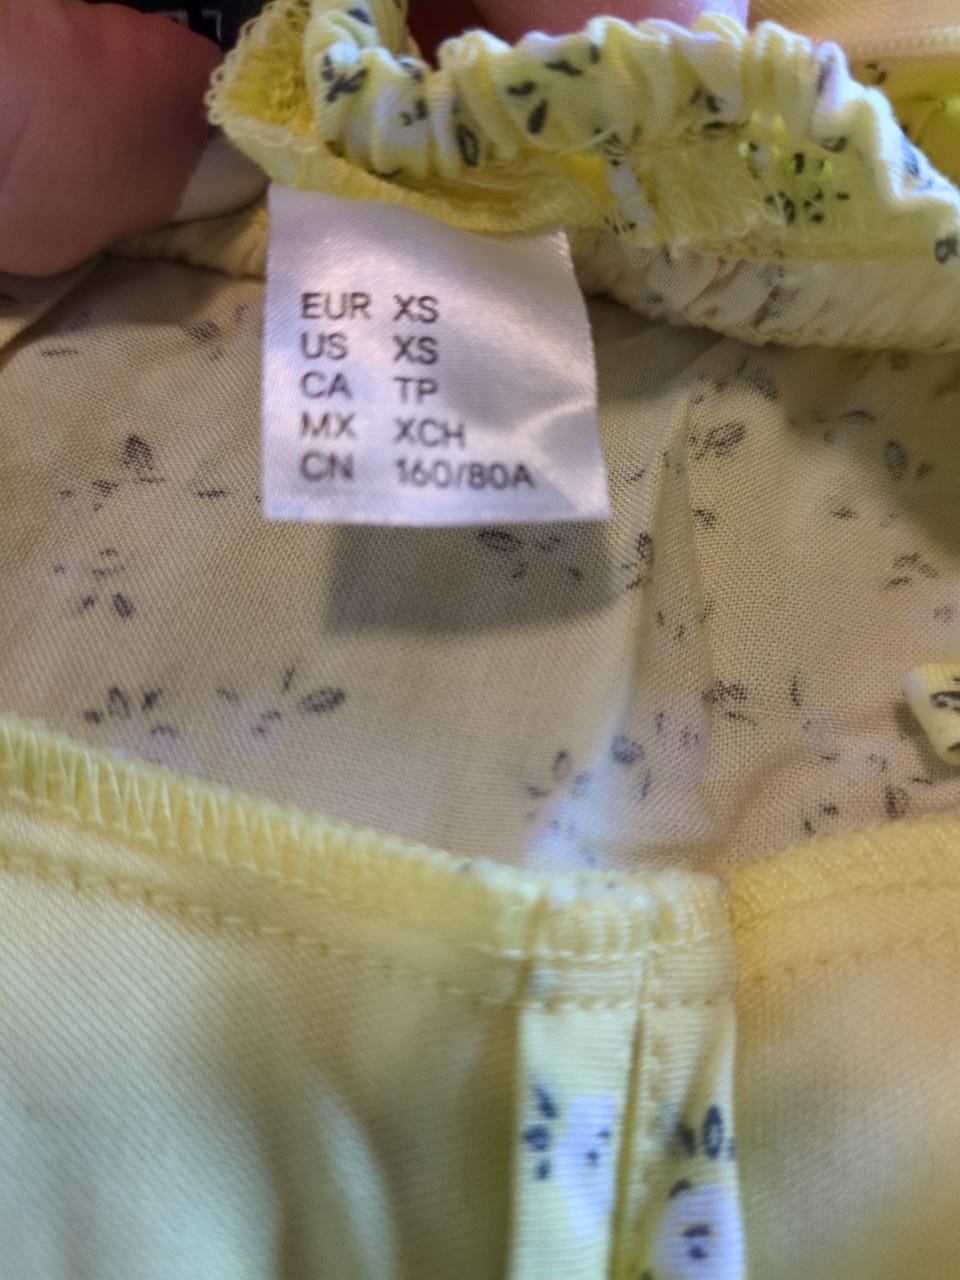 EUR XS
US XS
CA TP
MX XCH
CN 160/80A